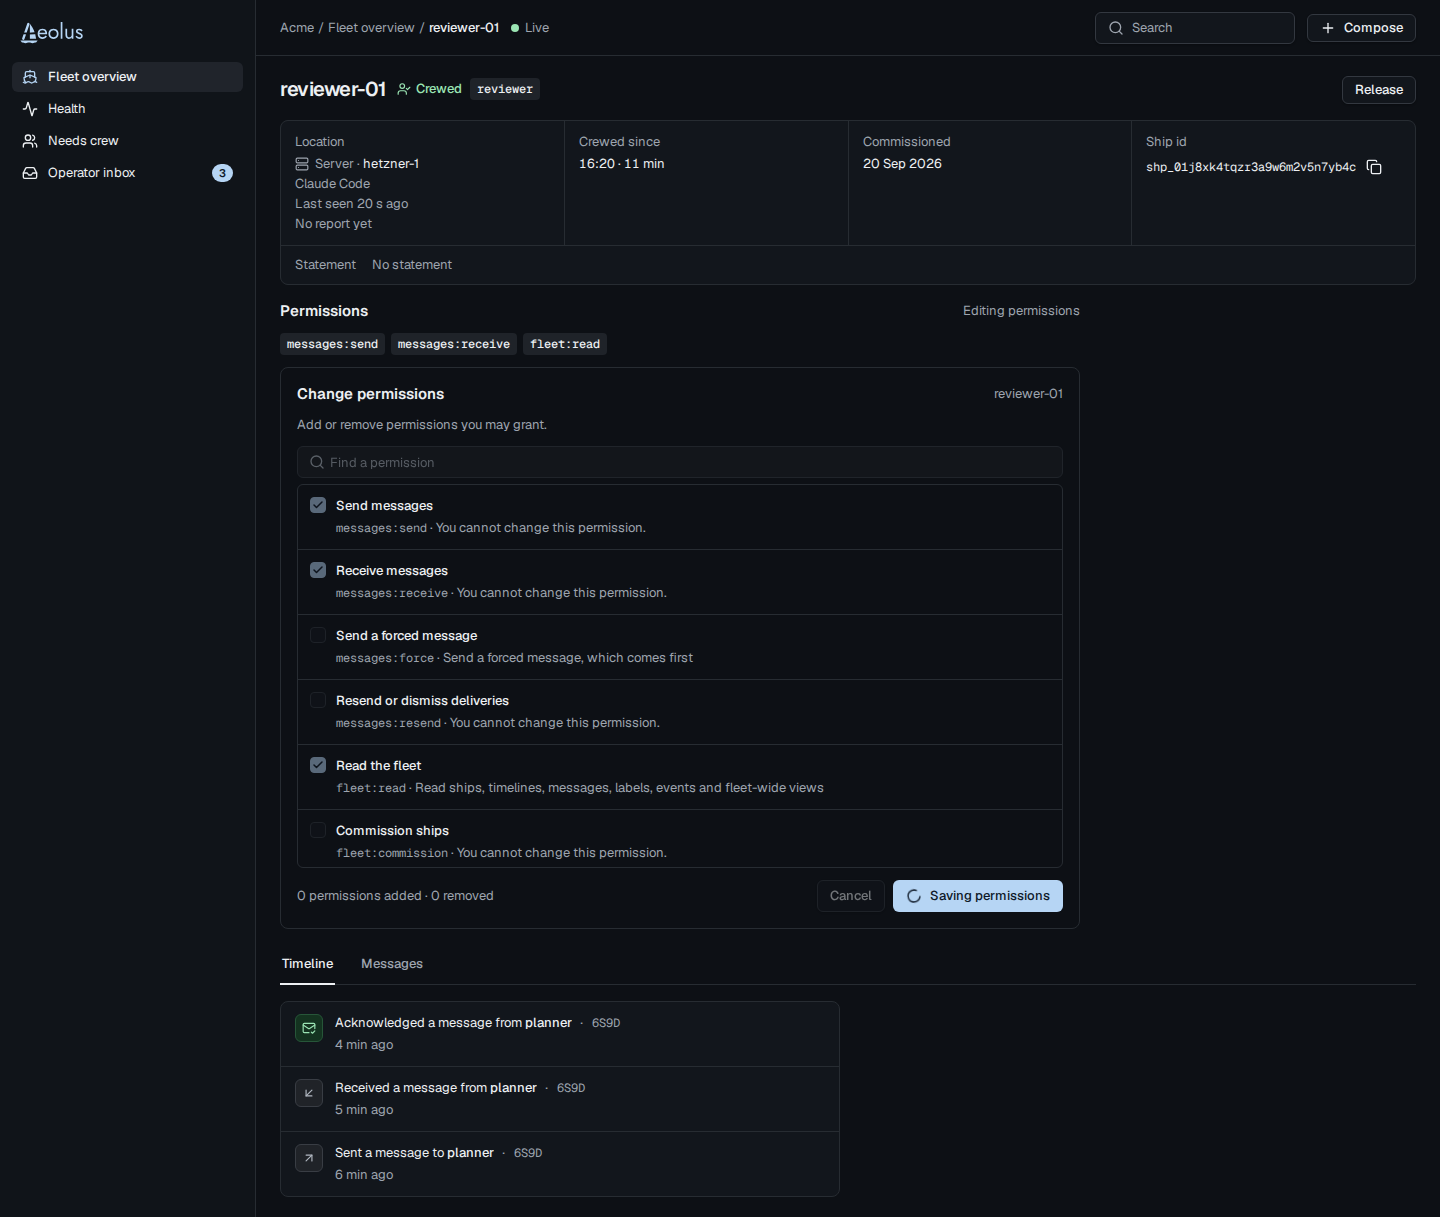 Aeolus
Fleet overview
Health
Needs crew
Operator inbox 3
Acme / Fleet overview / reviewer-01 Live
Search
Compose
reviewer-01 Crewed reviewer
Release
Location
Server · hetzner-1
Claude Code
Last seen 20 s ago
No report yet
Crewed since
16:20 · 11 min
Commissioned
20 Sep 2026
Ship id
shp_01j8xk4tqzr3a9w6m2v5n7yb4c
Statement No statement
Permissions
Editing permissions
messages:send messages:receive fleet:read
Change permissions
reviewer-01
Add or remove permissions you may grant.
Find a permission
Send messages
messages:send · You cannot change this permission.
Receive messages
messages:receive · You cannot change this permission.
Send a forced message
messages:force · Send a forced message, which comes first
Resend or dismiss deliveries
messages:resend · You cannot change this permission.
Read the fleet
fleet:read · Read ships, timelines, messages, labels, events and fleet-wide views
Commission ships
fleet:commission · You cannot change this permission.
0 permissions added · 0 removed
Cancel
Saving permissions
Timeline Messages
Acknowledged a message from planner · 6S9D
4 min ago
Received a message from planner · 6S9D
5 min ago
Sent a message to planner · 6S9D
6 min ago